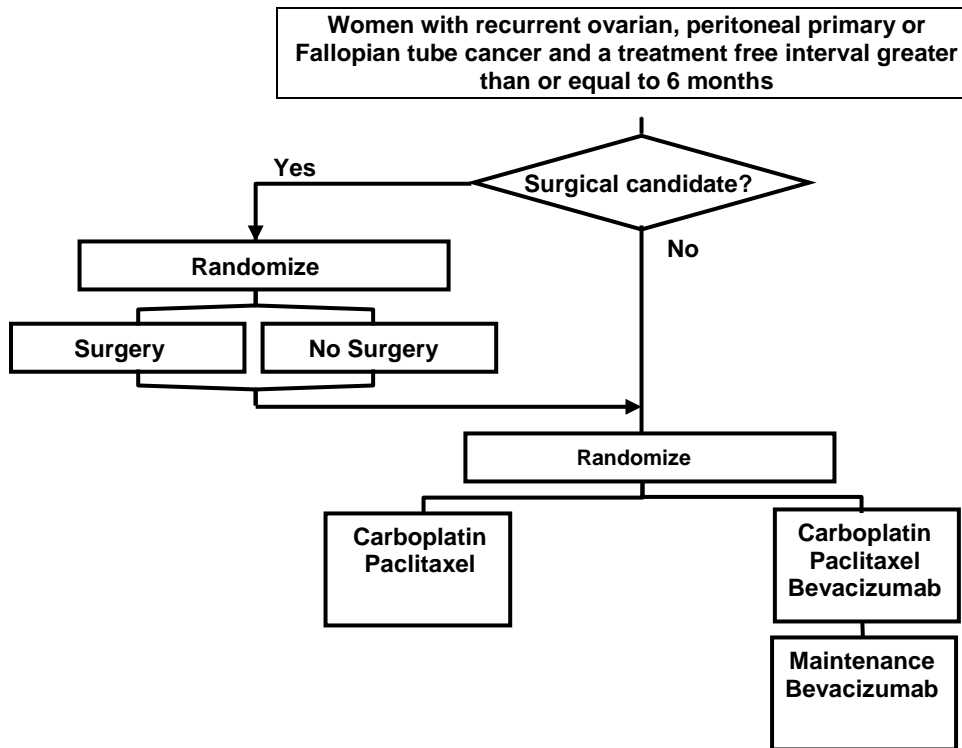 Women with recurrent ovarian, peritoneal primary or
Fallopian tube cancer and a treatment free interval greater
than or equal to 6 months
Yes
Surgical candidate?
No
Randomize
Surgery
No Surgery
Randomize
Carboplatin
Paclitaxel
Carboplatin
Paclitaxel
Bevacizumab
Maintenance
Bevacizumab